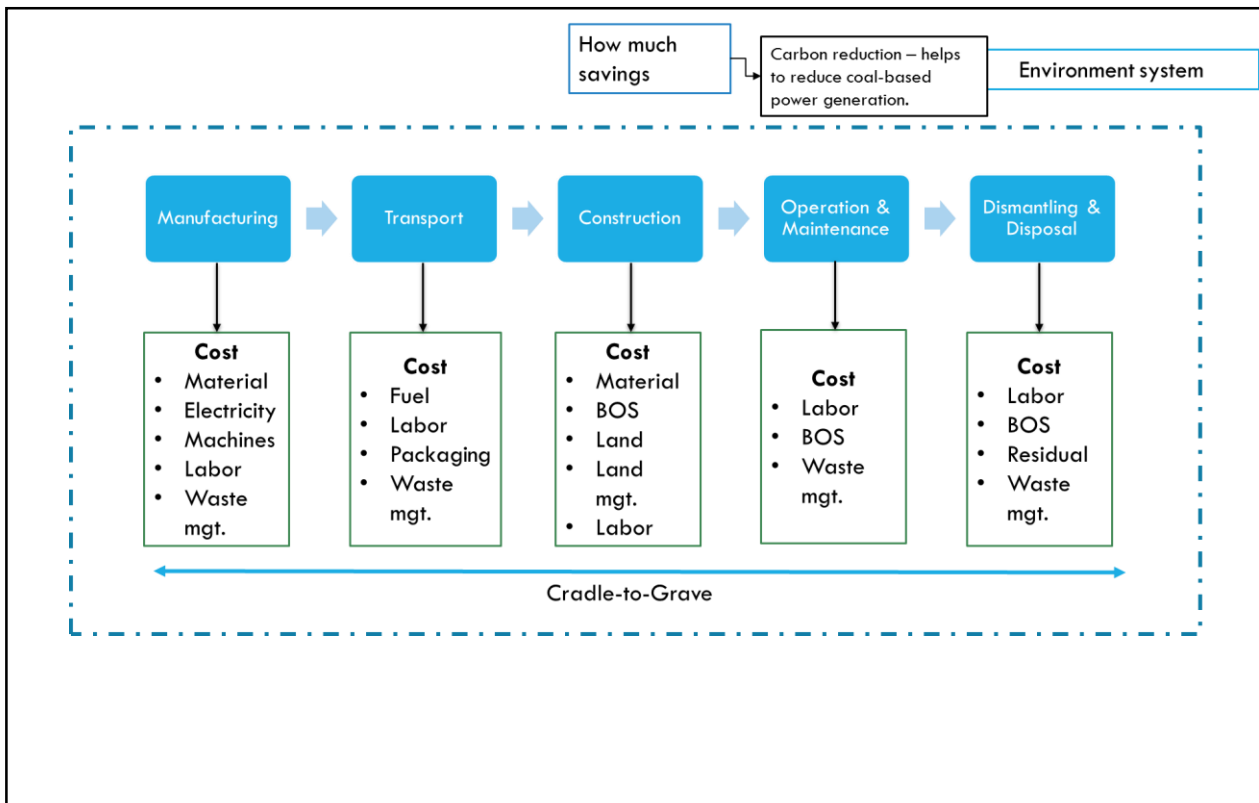 How much
savings
Carbon reduction – helps
to reduce coal-based
power generation.
Environment system
Manufacturing
Transport
Construction
Operation &
Maintenance
Dismantling &
Disposal
Cost
• Material
• Electricity
• Machines
• Labor
• Waste
mgt.
Cost
• Fuel
• Labor
• Packaging
• Waste
mgt.
Cost
• Material
• BOS
• Land
• Land
mgt.
• Labor
Cost
• Labor
• BOS
• Waste
mgt.
Cost
• Labor
• BOS
• Residual
• Waste
mgt.
Cradle-to-Grave